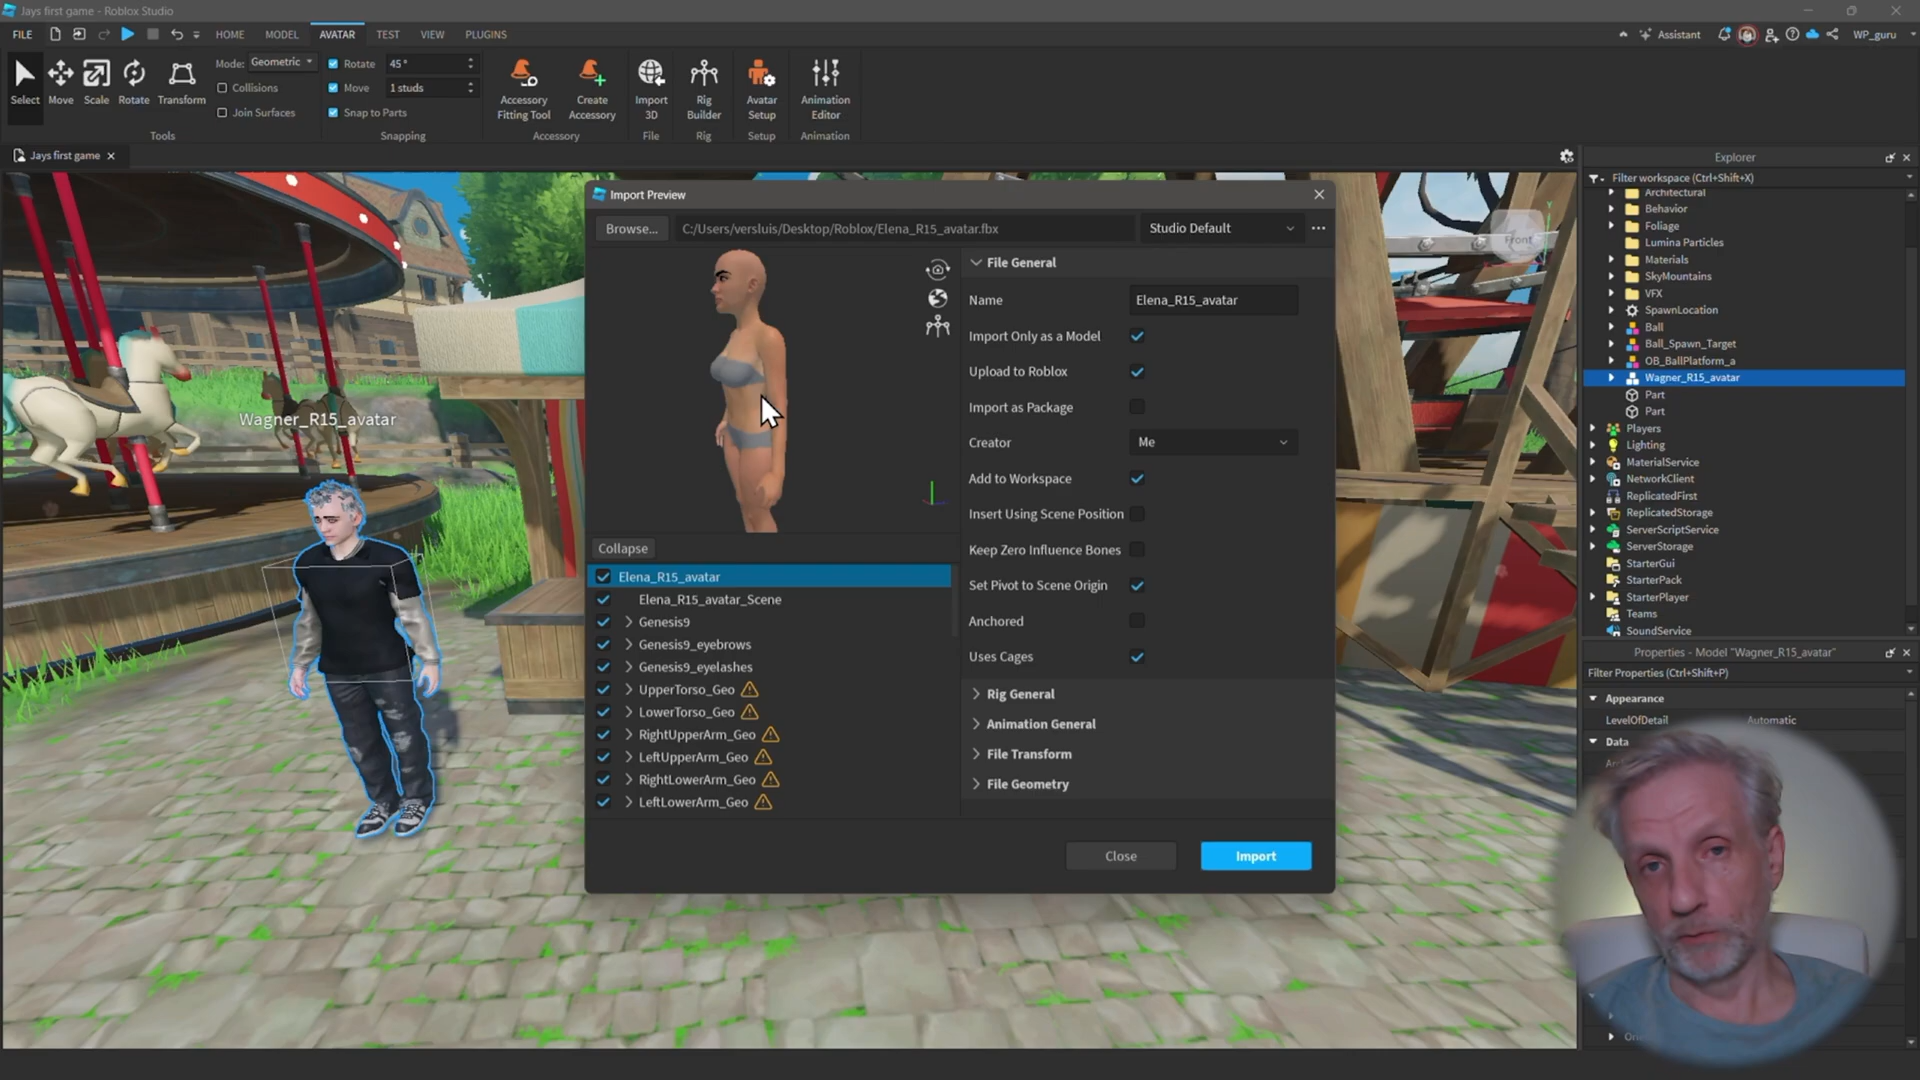 Jays first game - Roblox Studio
FILE HOME MODEL AVATAR TEST VIEW PLUGINS Assistant WP_guru
Select Move Scale Rotate Transform
Mode: Geometric
Collisions
Join Surfaces
Tools
Rotate 45°
Move 1 studs
Snap to Parts
Snapping
Accessory Fitting Tool
Create Accessory
Accessory
Import 3D
File
Rig Builder
Rig
Avatar Setup
Setup
Animation Editor
Animation
Jays first game
Wagner_R15_avatar
Front
Y
Import Preview
Browse... C:/Users/versluis/Desktop/Roblox/Elena_R15_avatar.fbx Studio Default
Collapse
Elena_R15_avatar
Elena_R15_avatar_Scene
Genesis9
Genesis9_eyebrows
Genesis9_eyelashes
UpperTorso_Geo
LowerTorso_Geo
RightUpperArm_Geo
LeftUpperArm_Geo
RightLowerArm_Geo
LeftLowerArm_Geo
File General
Name Elena_R15_avatar
Import Only as a Model
Upload to Roblox
Import as Package
Creator Me
Add to Workspace
Insert Using Scene Position
Keep Zero Influence Bones
Set Pivot to Scene Origin
Anchored
Uses Cages
Rig General
Animation General
File Transform
File Geometry
Close Import
Explorer
Filter workspace (Ctrl+Shift+X)
Architectural
Behavior
Foliage
Lumina Particles
Materials
SkyMountains
VFX
SpawnLocation
Ball
Ball_Spawn_Target
OB_BallPlatform_a
Wagner_R15_avatar
Part
Part
Players
Lighting
MaterialService
NetworkClient
ReplicatedFirst
ReplicatedStorage
ServerScriptService
ServerStorage
StarterGui
StarterPack
StarterPlayer
Teams
SoundService
Properties - Model "Wagner_R15_avatar"
Filter Properties (Ctrl+Shift+P)
Appearance
LevelOfDetail Automatic
Data